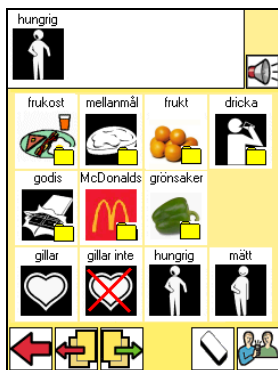 hungrig
frukost mellanmål frukt dricka
godis McDonalds grönsaker
gillar gillar inte hungrig mätt